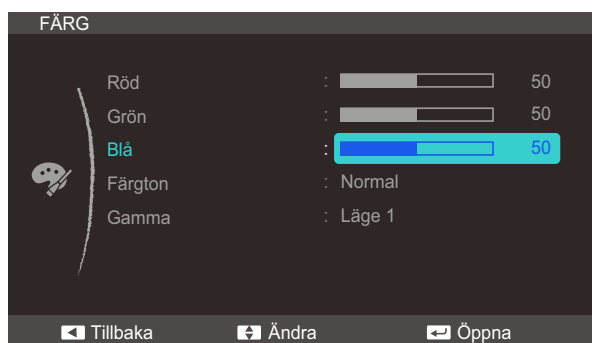 FÄRG
Röd : 50
Grön : 50
Blå : 50
Färgton : Normal
Gamma : Läge 1
Tillbaka Ändra Öppna